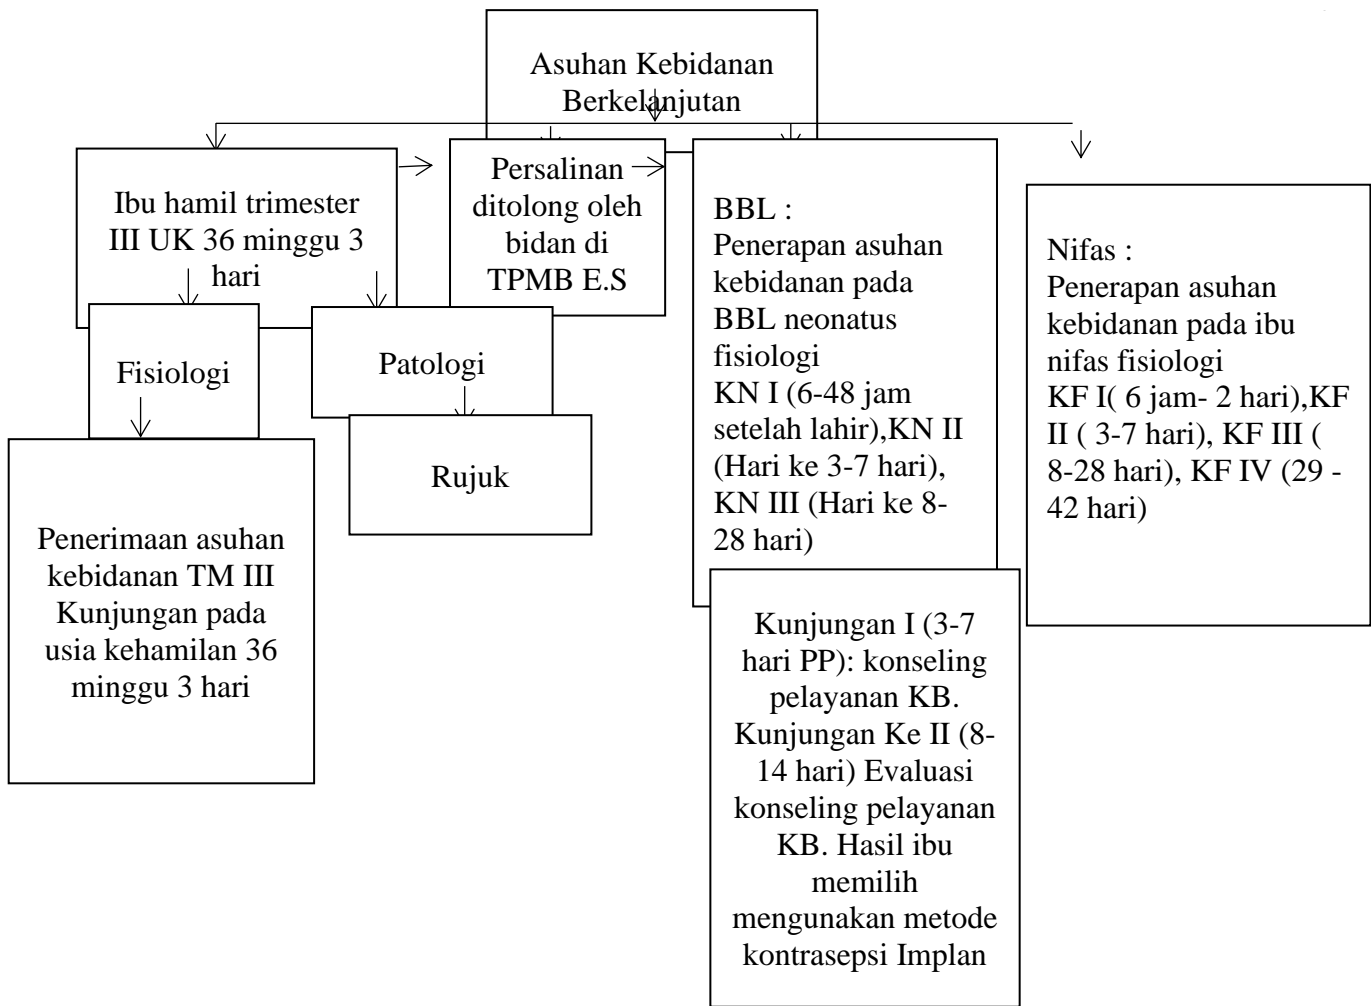 Asuhan Kebidanan
Berkelanjutan
Ibu hamil trimester
III UK 36 minggu 3
hari
Persalinan
ditolong oleh
bidan di
TPMB E.S
BBL :
Penerapan asuhan
kebidanan pada
BBL neonatus
fisiologi
KN I (6-48 jam
setelah lahir),KN II
(Hari ke 3-7 hari),
KN III (Hari ke 8-
28 hari)
Nifas :
Penerapan asuhan
kebidanan pada ibu
nifas fisiologi
KF I( 6 jam- 2 hari),KF
II ( 3-7 hari), KF III (
8-28 hari), KF IV (29 -
42 hari)
Fisiologi
Patologi
Rujuk
Penerimaan asuhan
kebidanan TM III
Kunjungan pada
usia kehamilan 36
minggu 3 hari
Kunjungan I (3-7
hari PP): konseling
pelayanan KB.
Kunjungan Ke II (8-
14 hari) Evaluasi
konseling pelayanan
KB. Hasil ibu
memilih
mengunakan metode
kontrasepsi Implan